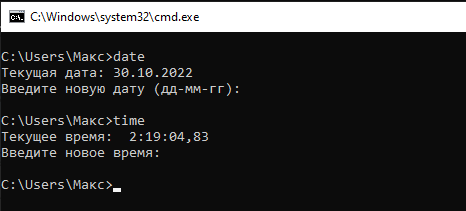 C:\Windows\system32\cmd.exe
C:\Users\Макс>date
Текущая дата: 30.10.2022
Введите новую дату (дд-мм-гг):
C:\Users\Макс>time
Текущее время:  2:19:04,83
Введите новое время:
C:\Users\Макс>